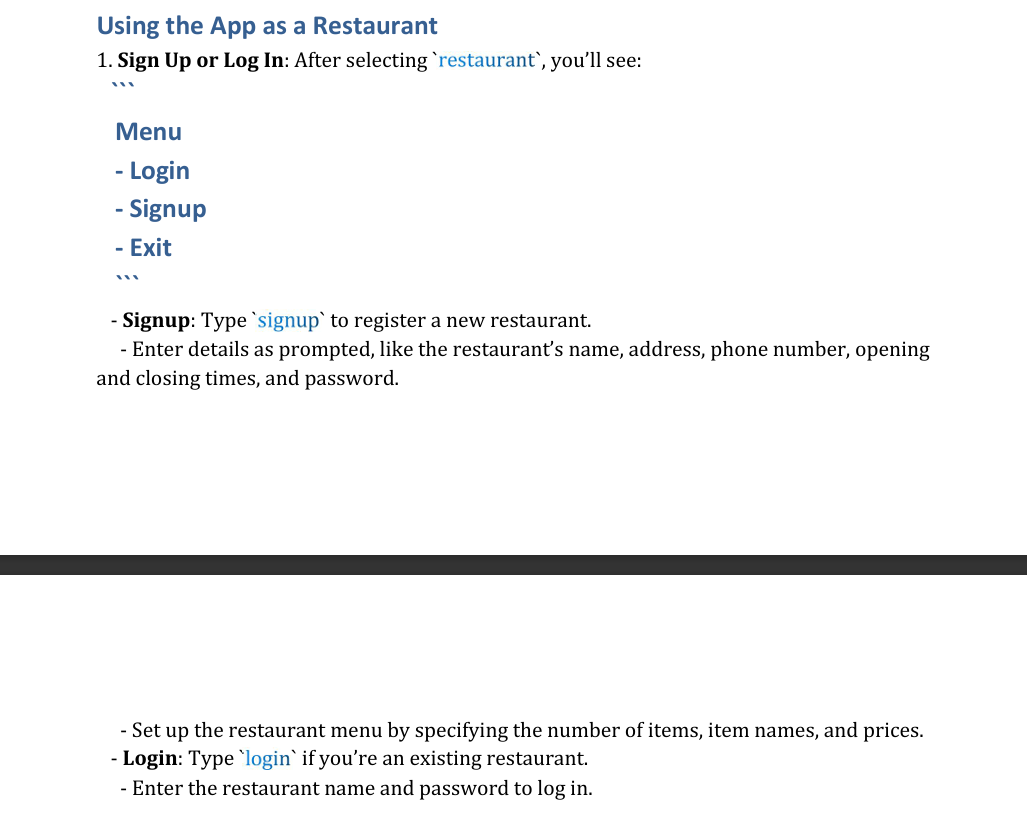 Using the App as a Restaurant
1. Sign Up or Log In: After selecting `restaurant`, you’ll see:
```
Menu
- Login
- Signup
- Exit
```
- Signup: Type `signup` to register a new restaurant.
- Enter details as prompted, like the restaurant’s name, address, phone number, opening
and closing times, and password.
- Set up the restaurant menu by specifying the number of items, item names, and prices.
- Login: Type `login` if you’re an existing restaurant.
- Enter the restaurant name and password to log in.